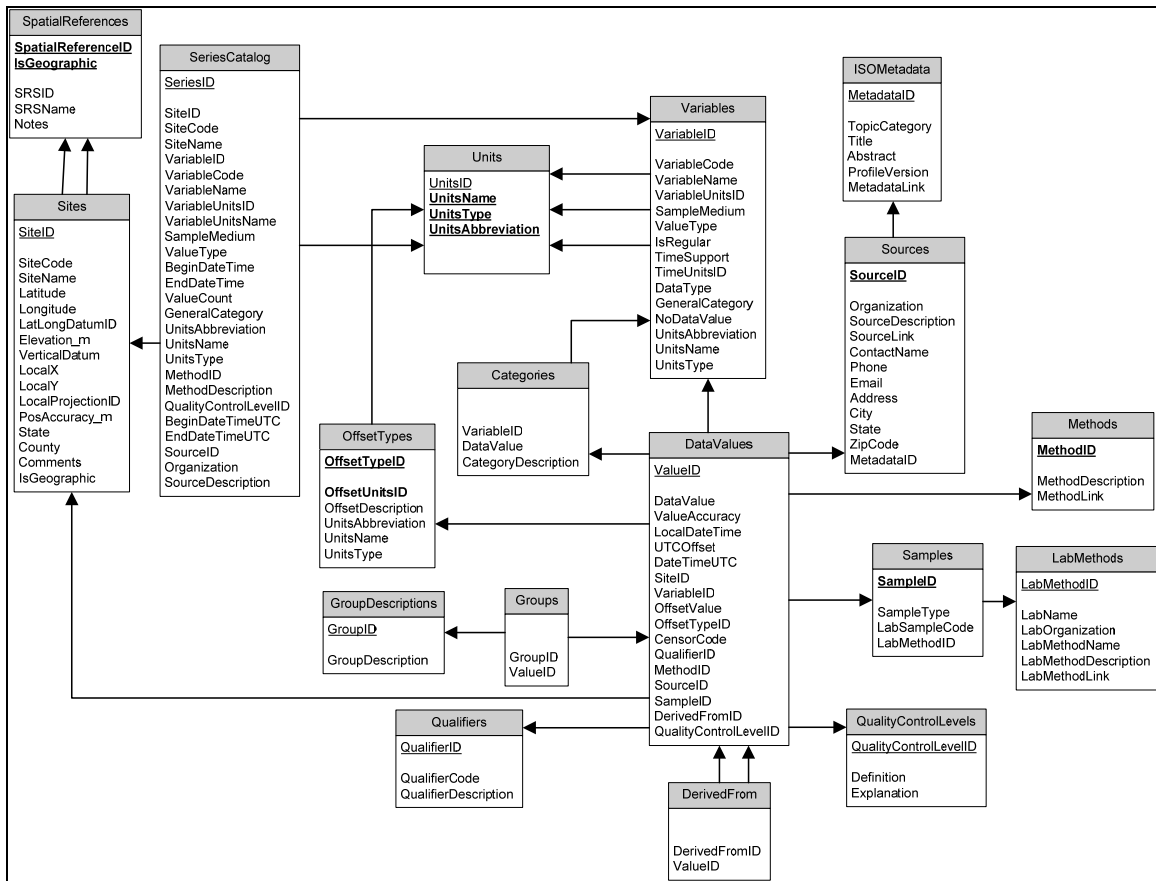 SpatialReferences
SpatialReferenceID
IsGeographic
SRSID
SRSName
Notes
SeriesCatalog
SeriesID
SiteID
SiteCode
SiteName
VariableID
VariableCode
VariableName
VariableUnitsID
VariableUnitsName
SampleMedium
ValueType
BeginDateTime
EndDateTime
ValueCount
GeneralCategory
UnitsAbbreviation
UnitsName
UnitsType
MethodID
MethodDescription
QualityControlLevelID
BeginDateTimeUTC
EndDateTimeUTC
SourceID
Organization
SourceDescription
Sites
SiteID
SiteCode
SiteName
Latitude
Longitude
LatLongDatumID
Elevation_m
VerticalDatum
LocalX
LocalY
LocalProjectionID
PosAccuracy_m
State
County
Comments
IsGeographic
Units
UnitsID
UnitsName
UnitsType
UnitsAbbreviation
Variables
VariableID
VariableCode
VariableName
VariableUnitsID
SampleMedium
ValueType
IsRegular
TimeSupport
TimeUnitsID
DataType
GeneralCategory
NoDataValue
UnitsAbbreviation
UnitsName
UnitsType
ISOMetadata
MetadataID
TopicCategory
Title
Abstract
ProfileVersion
MetadataLink
Sources
SourceID
Organization
SourceDescription
SourceLink
ContactName
Phone
Email
Address
City
State
ZipCode
MetadataID
Categories
VariableID
DataValue
CategoryDescription
OffsetTypes
OffsetTypeID
OffsetUnitsID
OffsetDescription
UnitsAbbreviation
UnitsName
UnitsType
DataValues
ValueID
DataValue
ValueAccuracy
LocalDateTime
UTCOffset
DateTimeUTC
SiteID
VariableID
OffsetValue
OffsetTypeID
CensorCode
QualifierID
MethodID
SourceID
SampleID
DerivedFromID
QualityControlLevelID
Methods
MethodID
MethodDescription
MethodLink
Samples
SampleID
SampleType
LabSampleCode
LabMethodID
LabMethods
LabMethodID
LabName
LabOrganization
LabMethodName
LabMethodDescription
LabMethodLink
GroupDescriptions
GroupID
GroupDescription
Groups
GroupID
ValueID
Qualifiers
QualifierID
QualifierCode
QualifierDescription
QualityControlLevels
QualityControlLevelID
Definition
Explanation
DerivedFrom
DerivedFromID
ValueID